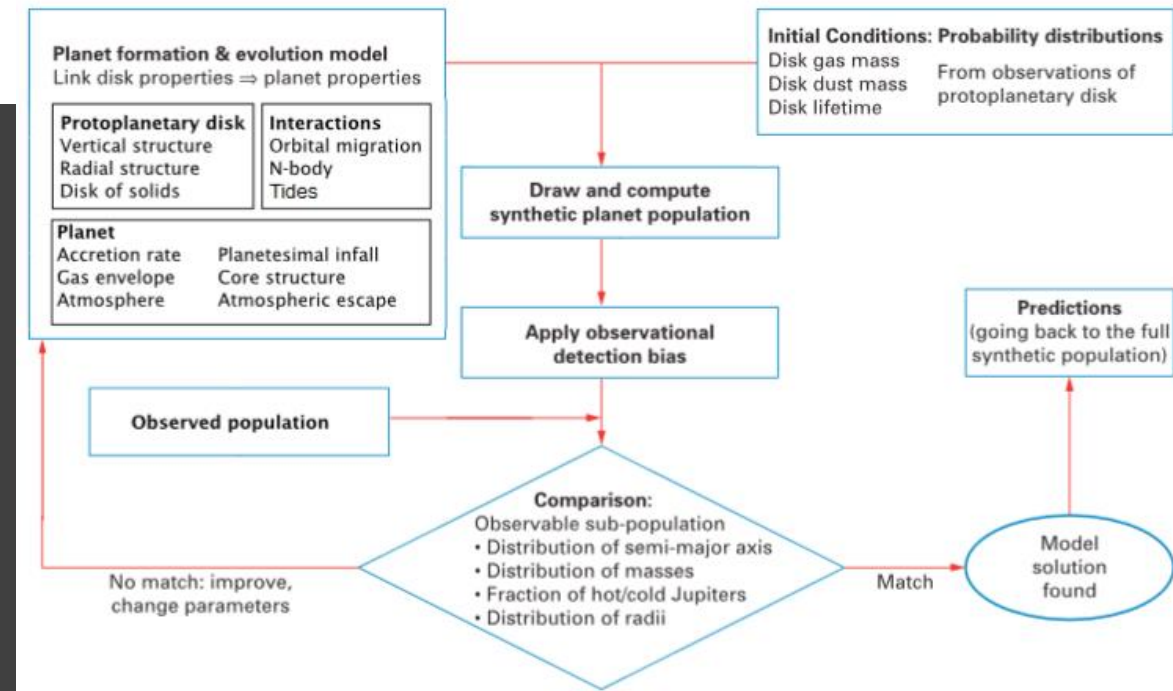 Planet formation & evolution model
Link disk properties ⇒ planet properties
Protoplanetary disk
Vertical structure
Radial structure
Disk of solids
Interactions
Orbital migration
N-body
Tides
Planet
Accretion rate Planetesimal infall
Gas envelope Core structure
Atmosphere Atmospheric escape
Initial Conditions: Probability distributions
Disk gas mass
Disk dust mass
Disk lifetime
From observations of
protoplanetary disk
Draw and compute
synthetic planet population
Apply observational
detection bias
Observed population
Comparison:
Observable sub-population
• Distribution of semi-major axis
• Distribution of masses
• Fraction of hot/cold Jupiters
• Distribution of radii
No match: improve,
change parameters
Match
Model
solution
found
Predictions
(going back to the full
synthetic population)